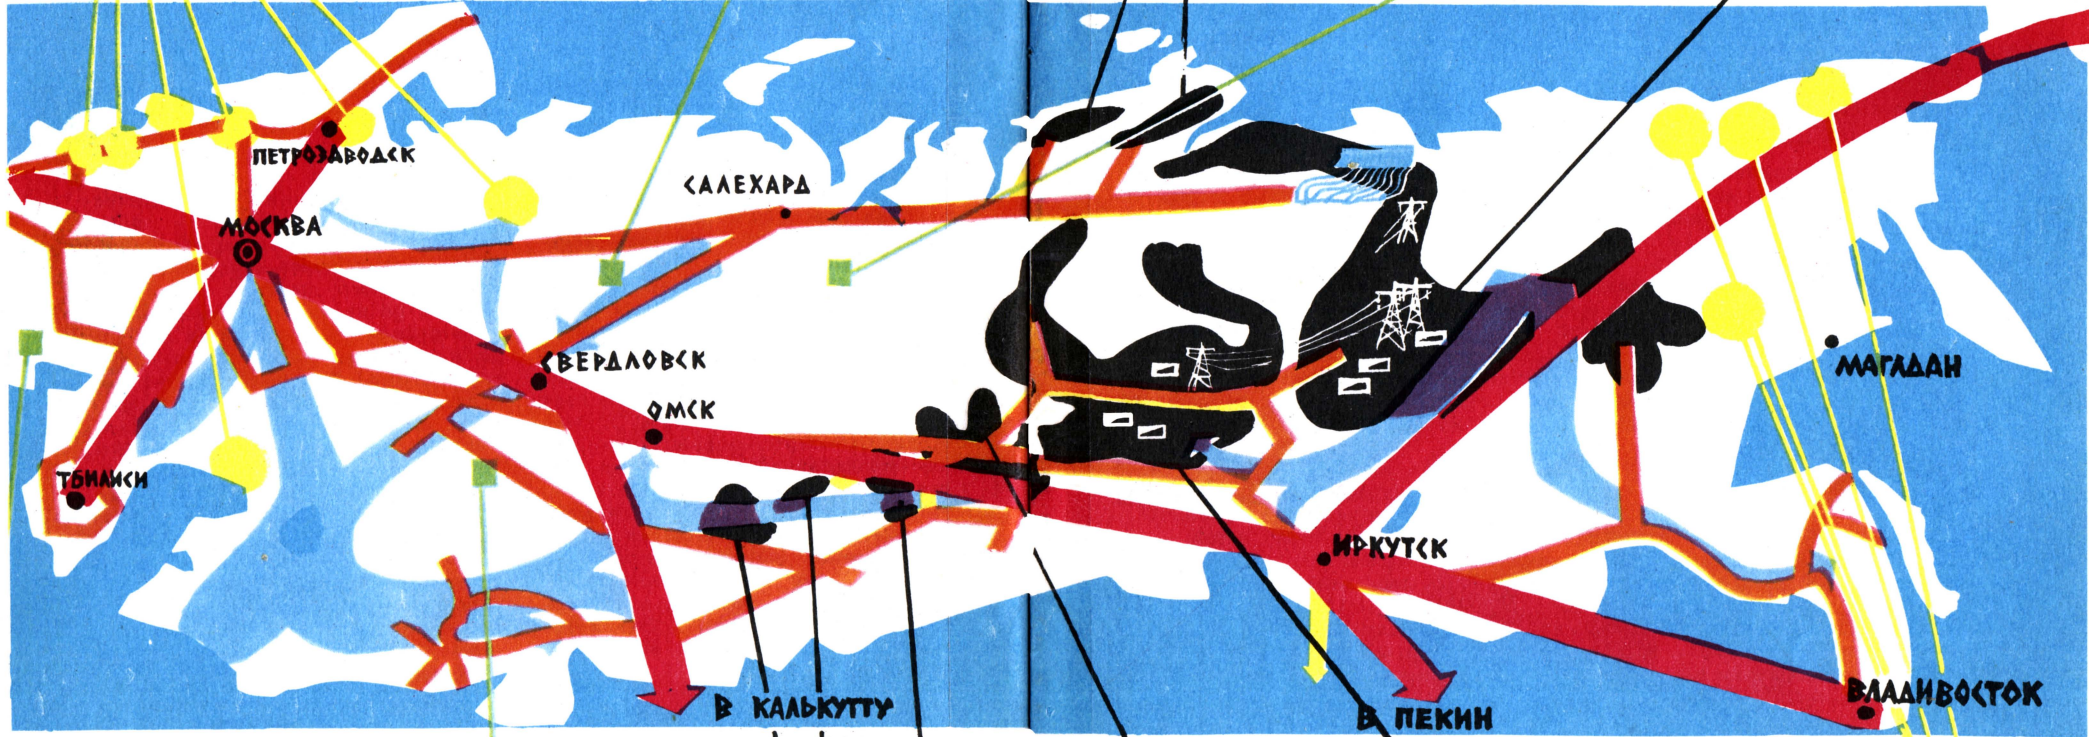 ПЕТРОЗАВОДСК
САЛЕХАРД
МОСКВА
СВЕРДЛОВСК
МАГАДАН
ОМСК
ТБИЛИСИ
ИРКУТСК
ВЛАДИВОСТОК
В КАЛЬКУТТУ
В ПЕКИН